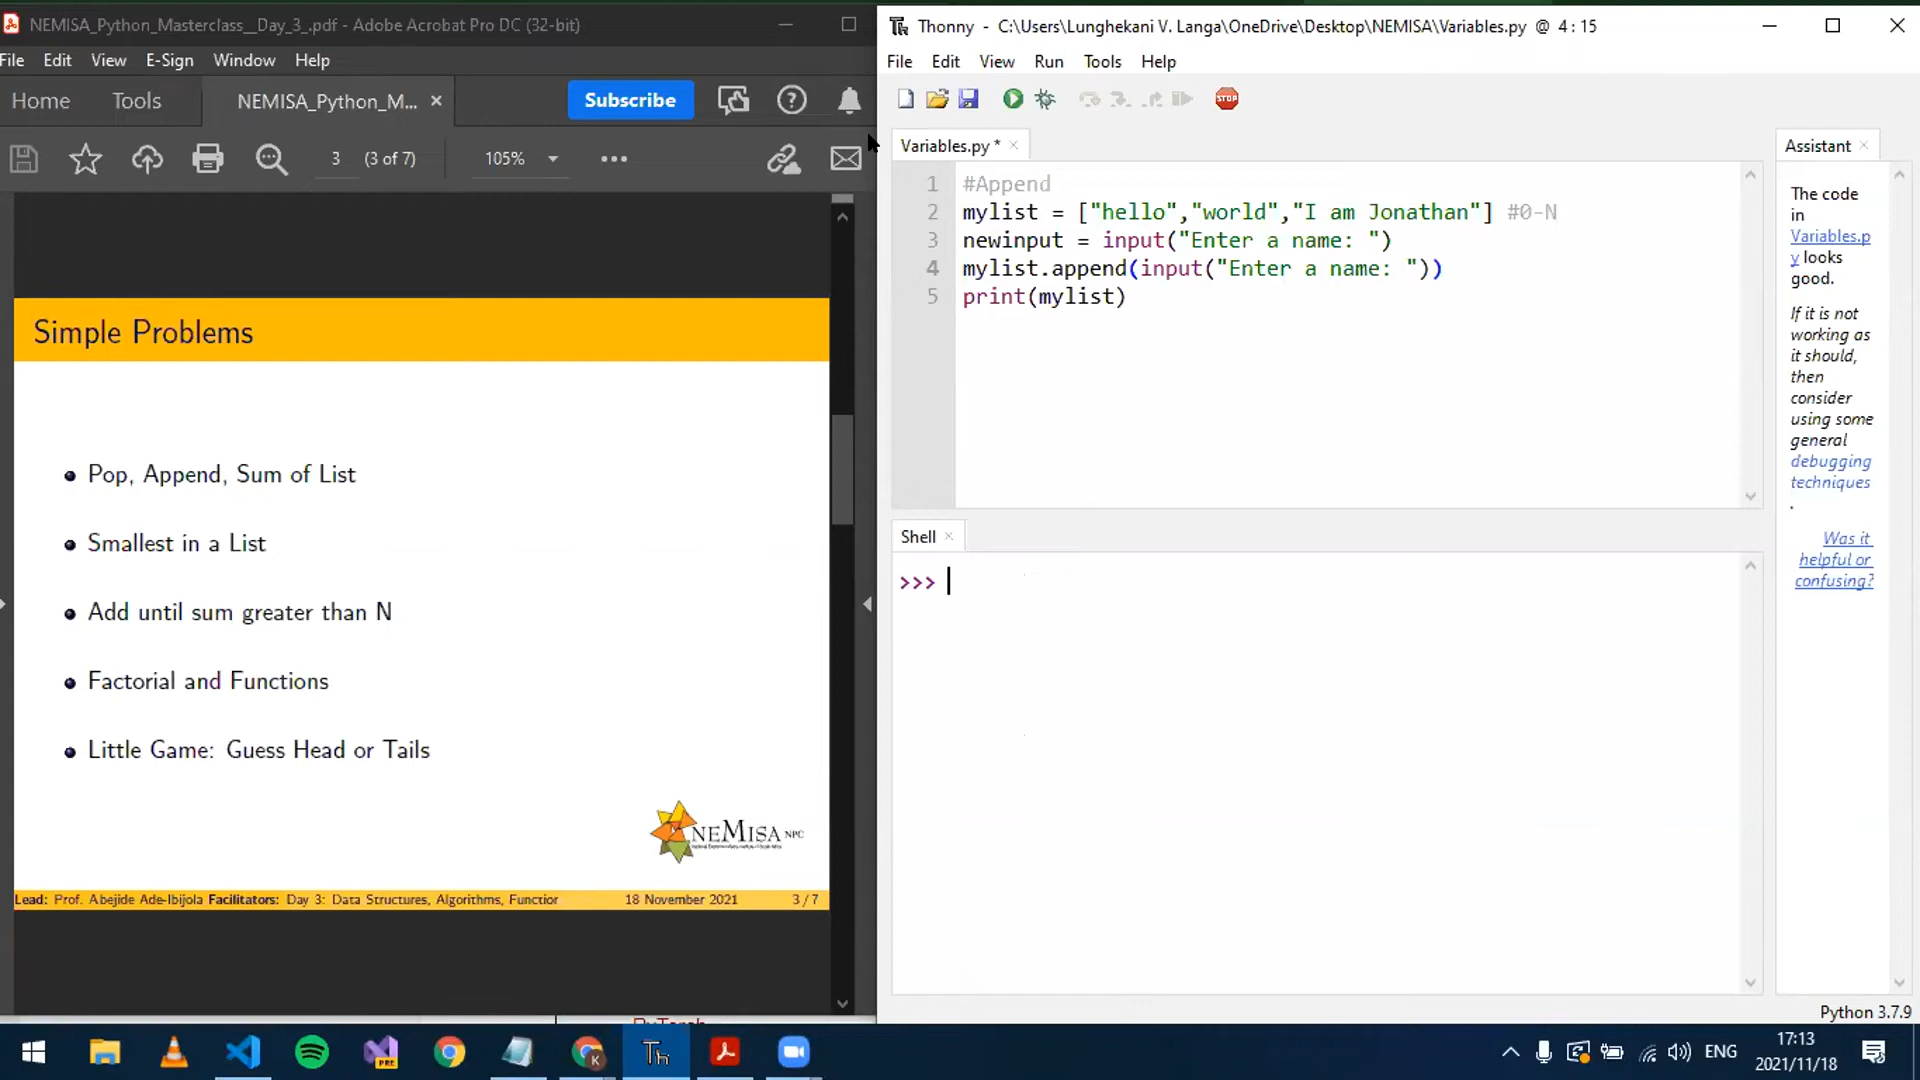 NEMISA_Python_Masterclass__Day_3_.pdf - Adobe Acrobat Pro DC (32-bit)
File Edit View E-Sign Window Help
Home Tools NEMISA_Python_M... Subscribe
3 (3 of 7) 105%
Simple Problems
Pop, Append, Sum of List
Smallest in a List
Add until sum greater than N
Factorial and Functions
Little Game: Guess Head or Tails
NEMISA NPC
Lead: Prof. Abejide Ade-Ibijola Facilitators: Day 3: Data Structures, Algorithms, Function 18 November 2021 3 / 7
Thonny - C:\Users\Lunghekani V. Langa\OneDrive\Desktop\NEMISA\Variables.py @ 4 : 15
File Edit View Run Tools Help
STOP
Variables.py *
1 #Append
2 mylist = ["hello","world","I am Jonathan"] #0-N
3 newinput = input("Enter a name: ")
4 mylist.append(input("Enter a name: "))
5 print(mylist)
Shell
>>>
Assistant
The code
in
Variables.p
y looks
good.
If it is not
working as
it should,
then
consider
using some
general
debugging
techniques
.
Was it
helpful or
confusing?
Python 3.7.9
PRE
K
Th
ENG
17:13
2021/11/18